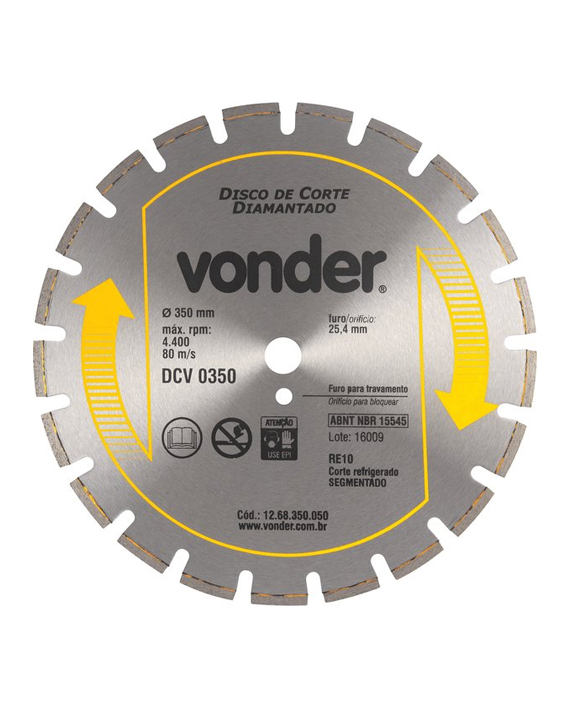 DISCO DE CORTE
DIAMANTADO
vonder®
Ø 350 mm
máx. rpm:
4.400
80 m/s
DCV 0350
furo/orifício:
25,4 mm
Furo para travamento
Orificio para bloquear
ABNT NBR 15545
Lote: 16009
RE10
Corte refrigerado
SEGMENTADO
ATENÇÃO
USE EPI
Cód.: 12.68.350.050
www.vonder.com.br